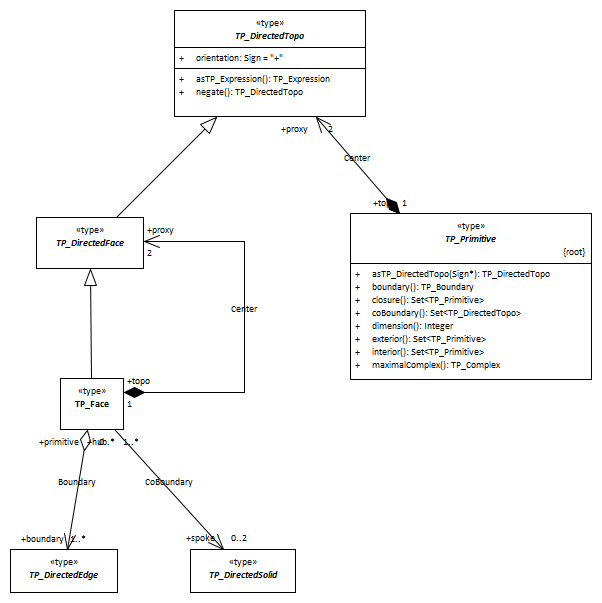 «type»
TP_DirectedTopo
+ orientation: Sign = "+"
+ asTP_Expression(): TP_Expression
+ negate(): TP_DirectedTopo
+proxy 2
Center
+to 1
«type»
TP_Primitive
{root}
+ asTP_DirectedTopo(Sign*): TP_DirectedTopo
+ boundary(): TP_Boundary
+ closure(): Set<TP_Primitive>
+ coBoundary(): Set<TP_DirectedTopo>
+ dimension(): Integer
+ exterior(): Set<TP_Primitive>
+ interior(): Set<TP_Primitive>
+ maximalComplex(): TP_Complex
«type»
TP_DirectedFace
+proxy
2
Center
+topo
1
«type»
TP_Face
+primitive +hub 1..*
Boundary
CoBoundary
+boundary 1..*
+spoke 0..2
«type»
TP_DirectedEdge
«type»
TP_DirectedSolid